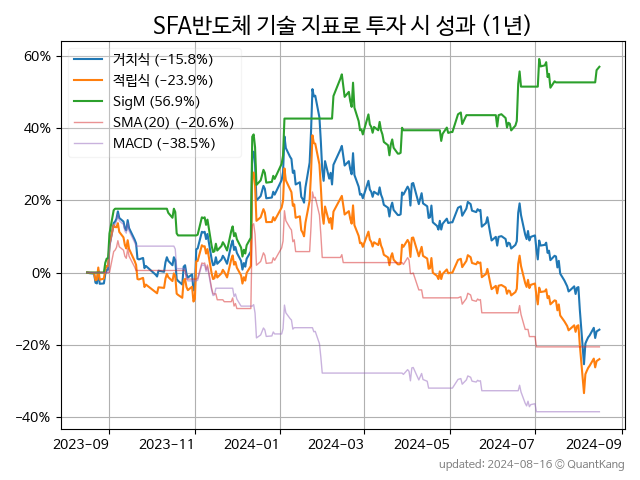 SFA반도체 기술 지표로 투자 시 성과 (1년)
거치식 (−15.8%)
적립식 (−23.9%)
SigM (56.9%)
SMA(20) (−20.6%)
MACD (−38.5%)
60%
40%
20%
0%
−20%
−40%
2023-09 2023-11 2024-01 2024-03 2024-05 2024-07 2024-09
updated: 2024-08-16 © QuantKang